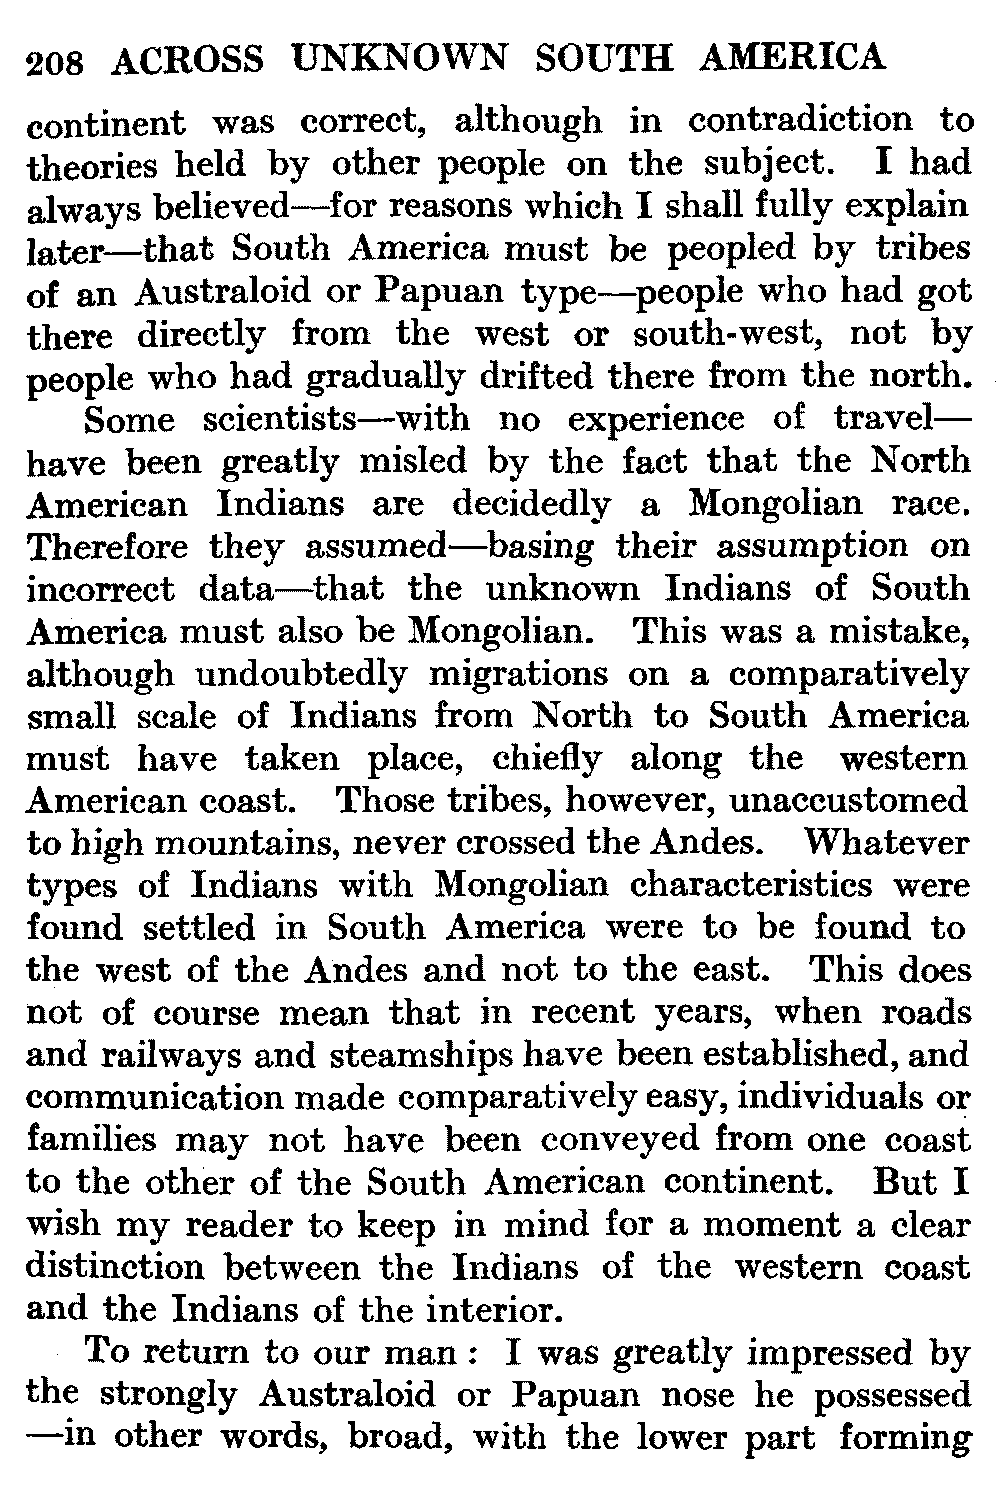 208 ACROSS UNKNOWN SOUTH AMERICA
continent was correct, although in contradiction to
theories held by other people on the subject. I had
always believed—for reasons which I shall fully explain
later—that South America must be peopled by tribes
of an Australoid or Papuan type—people who had got
there directly from the west or south-west, not by
people who had gradually drifted there from the north.
Some scientists—with no experience of travel—
have been greatly misled by the fact that the North
American Indians are decidedly a Mongolian race.
Therefore they assumed—basing their assumption on
incorrect data—that the unknown Indians of South
America must also be Mongolian. This was a mistake,
although undoubtedly migrations on a comparatively
small scale of Indians from North to South America
must have taken place, chiefly along the western
American coast. Those tribes, however, unaccustomed
to high mountains, never crossed the Andes. Whatever
types of Indians with Mongolian characteristics were
found settled in South America were to be found to
the west of the Andes and not to the east. This does
not of course mean that in recent years, when roads
and railways and steamships have been established, and
communication made comparatively easy, individuals or
families may not have been conveyed from one coast
to the other of the South American continent. But I
wish my reader to keep in mind for a moment a clear
distinction between the Indians of the western coast
and the Indians of the interior.
To return to our man : I was greatly impressed by
the strongly Australoid or Papuan nose he possessed
—in other words, broad, with the lower part forming